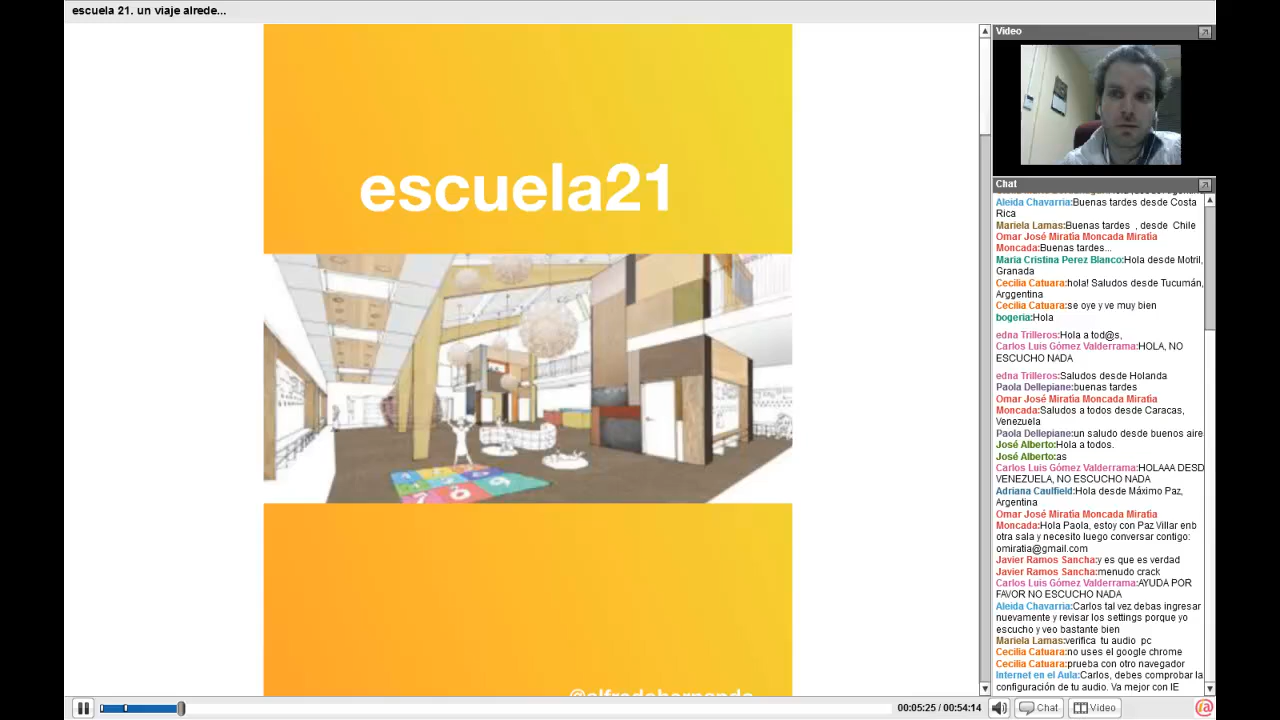 escuela 21. un viaje alrede...
escuela21
Video
Chat
Aleida Chavarria:Buenas tardes desde Costa
Rica
Mariela Lamas:Buenas tardes , desde Chile
Omar José Miratia Moncada Miratia
Moncada:Buenas tardes...
Maria Cristina Perez Blanco:Hola desde Motril,
Granada
Cecilia Catuara:hola! Saludos desde Tucumán,
Arggentina
Cecilia Catuara:se oye y ve muy bien
bogeria:Hola
edna Trilleros:Hola a tod@s,
Carlos Luis Gómez Valderrama:HOLA, NO
ESCUCHO NADA
edna Trilleros:Saludos desde Holanda
Paola Dellepiane:buenas tardes
Omar José Miratia Moncada Miratia
Moncada:Saludos a todos desde Caracas,
Venezuela
Paola Dellepiane:un saludo desde buenos aire
José Alberto:Hola a todos.
José Alberto:as
Carlos Luis Gómez Valderrama:HOLAAA DESD
VENEZUELA, NO ESCUCHO NADA
Adriana Caulfield:Hola desde Máximo Paz,
Argentina
Omar José Miratia Moncada Miratia
Moncada:Hola Paola, estoy con Paz Villar enb
otra sala y necesito luego conversar contigo:
omiratia@gmail.com
Javier Ramos Sancha:y es que es verdad
Javier Ramos Sancha:menudo crack
Carlos Luis Gómez Valderrama:AYUDA POR
FAVOR NO ESCUCHO NADA
Aleida Chavarria:Carlos tal vez debas ingresar
nuevamente y revisar los settings porque yo
escucho y veo bastante bien
Mariela Lamas:verifica tu audio pc
Cecilia Catuara:no uses el google chrome
Cecilia Catuara:prueba con otro navegador
Internet en el Aula:Carlos, debes comprobar la
configuración de tu audio. Va mejor con IE
@alfredohernando
00:05:25 / 00:54:14
Chat
Video